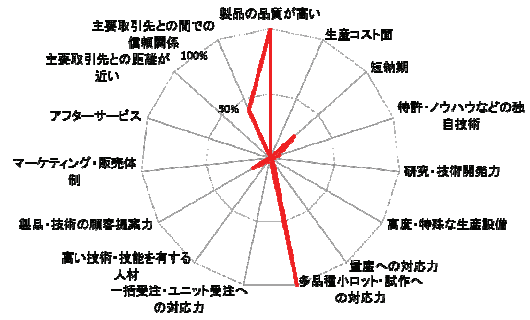 製品の品質が高い
生産コスト面
短納期
特許・ノウハウなどの独
自技術
研究・技術開発力
高度・特殊な生産設備
量産への対応力
多品種小ロット・試作へ
の対応力
一括受注・ユニット受注へ
の対応力
高い技術・技能を有する
人材
製品・技術の顧客提案力
マーケティング・販売体
制
アフターサービス
主要取引先との距離が
近い
主要取引先との間での
信頼関係
100%
50%